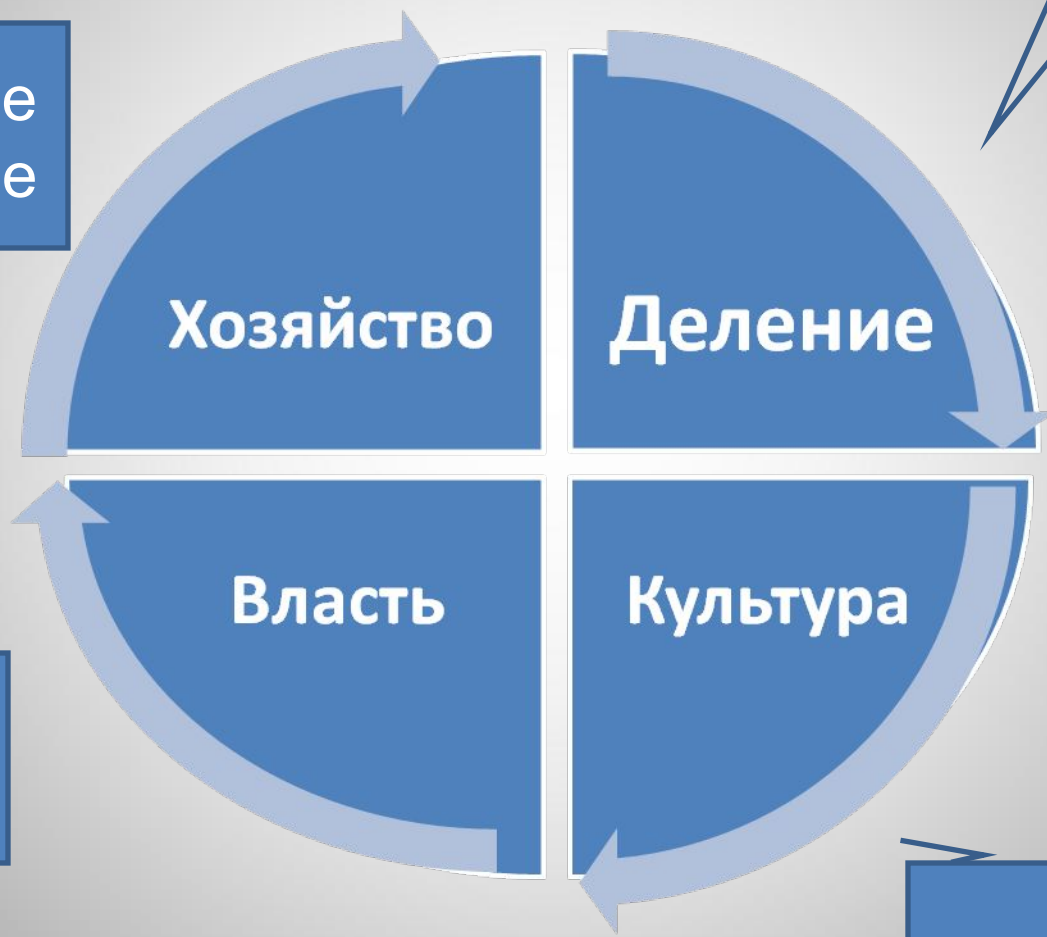 е
е
Хозяйство
Деление
Власть
Культура